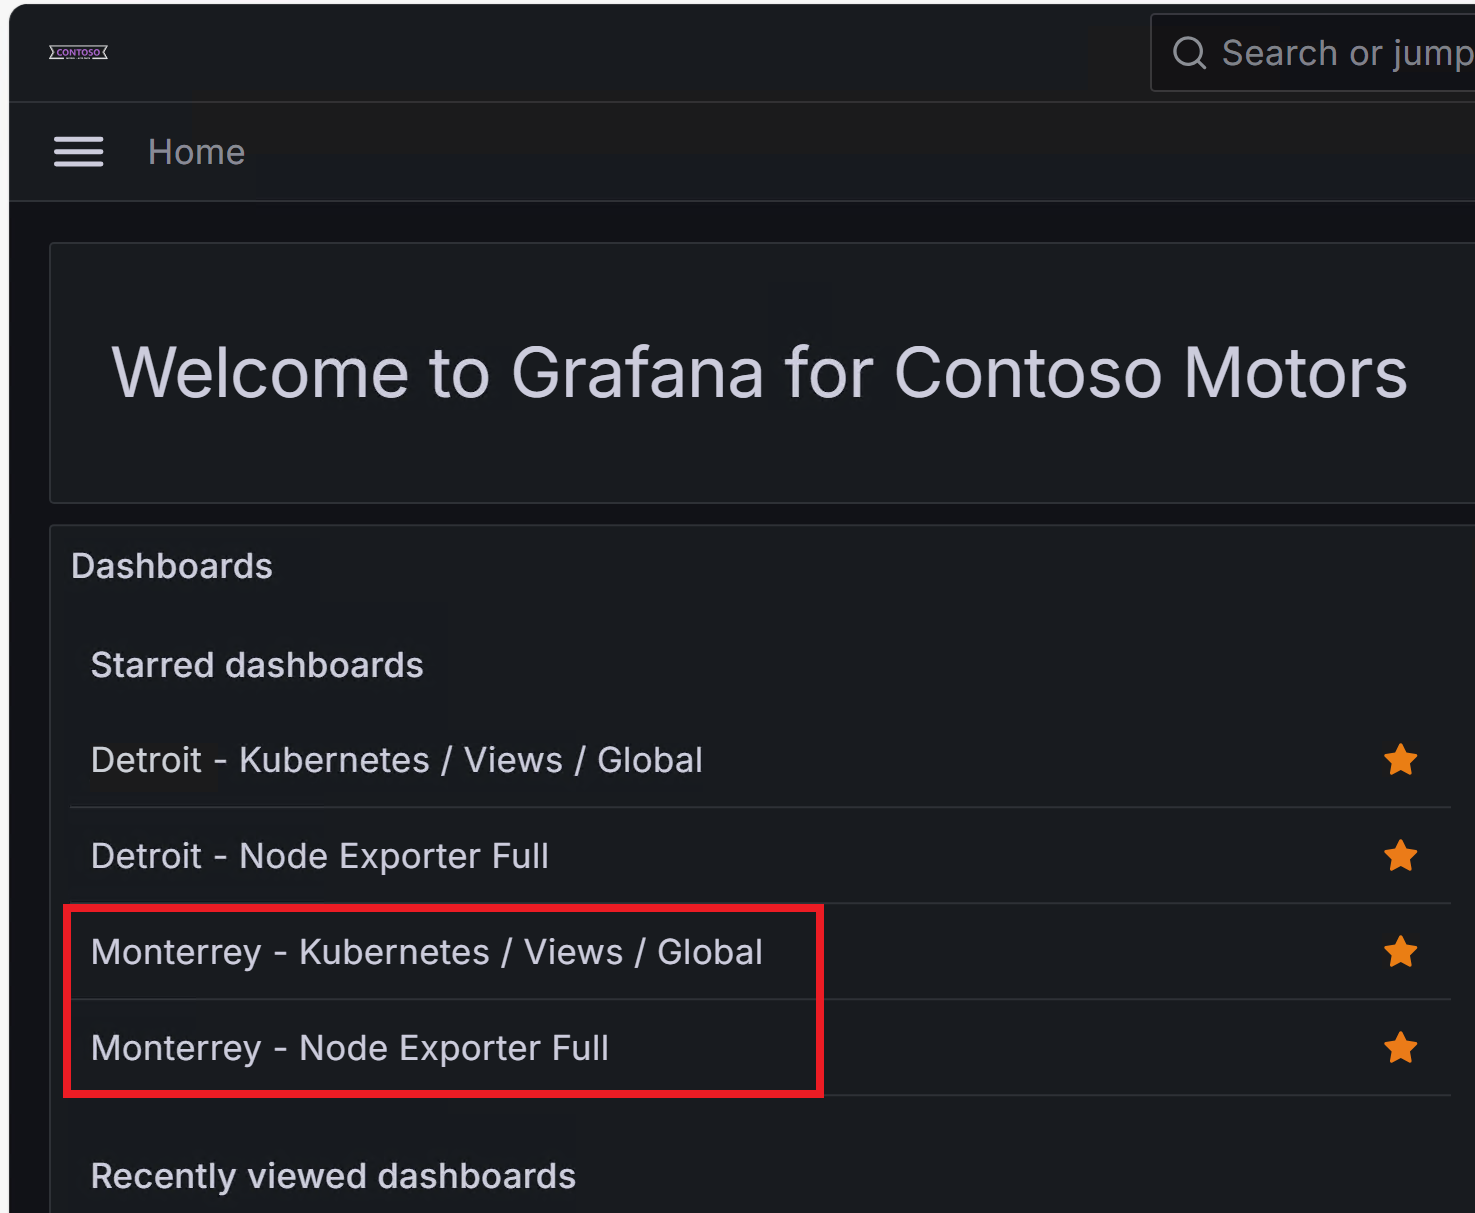 CONTOSO
Search or jump
Home
Welcome to Grafana for Contoso Motors
Dashboards
Starred dashboards
Detroit - Kubernetes / Views / Global
Detroit - Node Exporter Full
Monterrey - Kubernetes / Views / Global
Monterrey - Node Exporter Full
Recently viewed dashboards